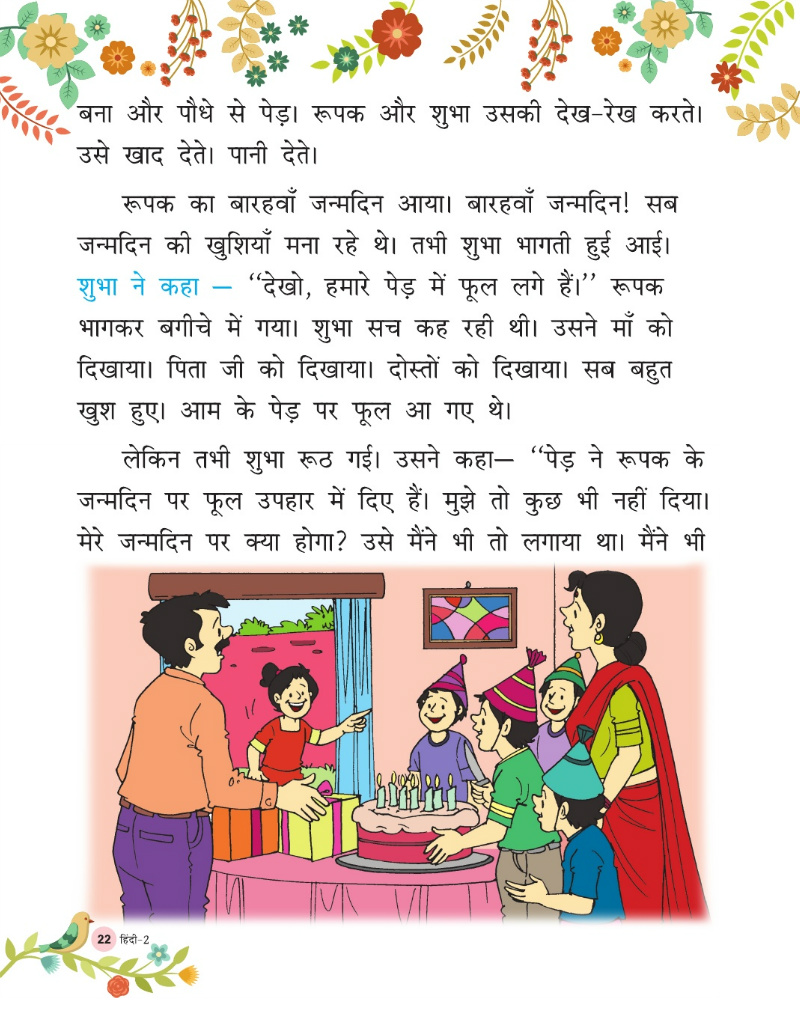 बना और पौधे से पेड़। रूपक और शुभा उसकी देख-रेख करते।
उसे खाद देते। पानी देते।
रूपक का बारहवाँ जन्मदिन आया। बारहवाँ जन्मदिन! सब
जन्मदिन की खुशियाँ मना रहे थे। तभी शुभा भागती हुई आई।
शुभा ने कहा – ‘‘देखो, हमारे पेड़ में फूल लगे हैं।’’ रूपक
भागकर बगीचे में गया। शुभा सच कह रही थी। उसने माँ को
दिखाया। पिता जी को दिखाया। दोस्तों को दिखाया। सब बहुत
खुश हुए। आम के पेड़ पर फूल आ गए थे।
लेकिन तभी शुभा रूठ गई। उसने कहा– ‘‘पेड़ ने रूपक के
जन्मदिन पर फूल उपहार में दिए हैं। मुझे तो कुछ भी नहीं दिया।
मेरे जन्मदिन पर क्या होगा? उसे मैंने भी तो लगाया था। मैंने भी
22 हिंदी-2